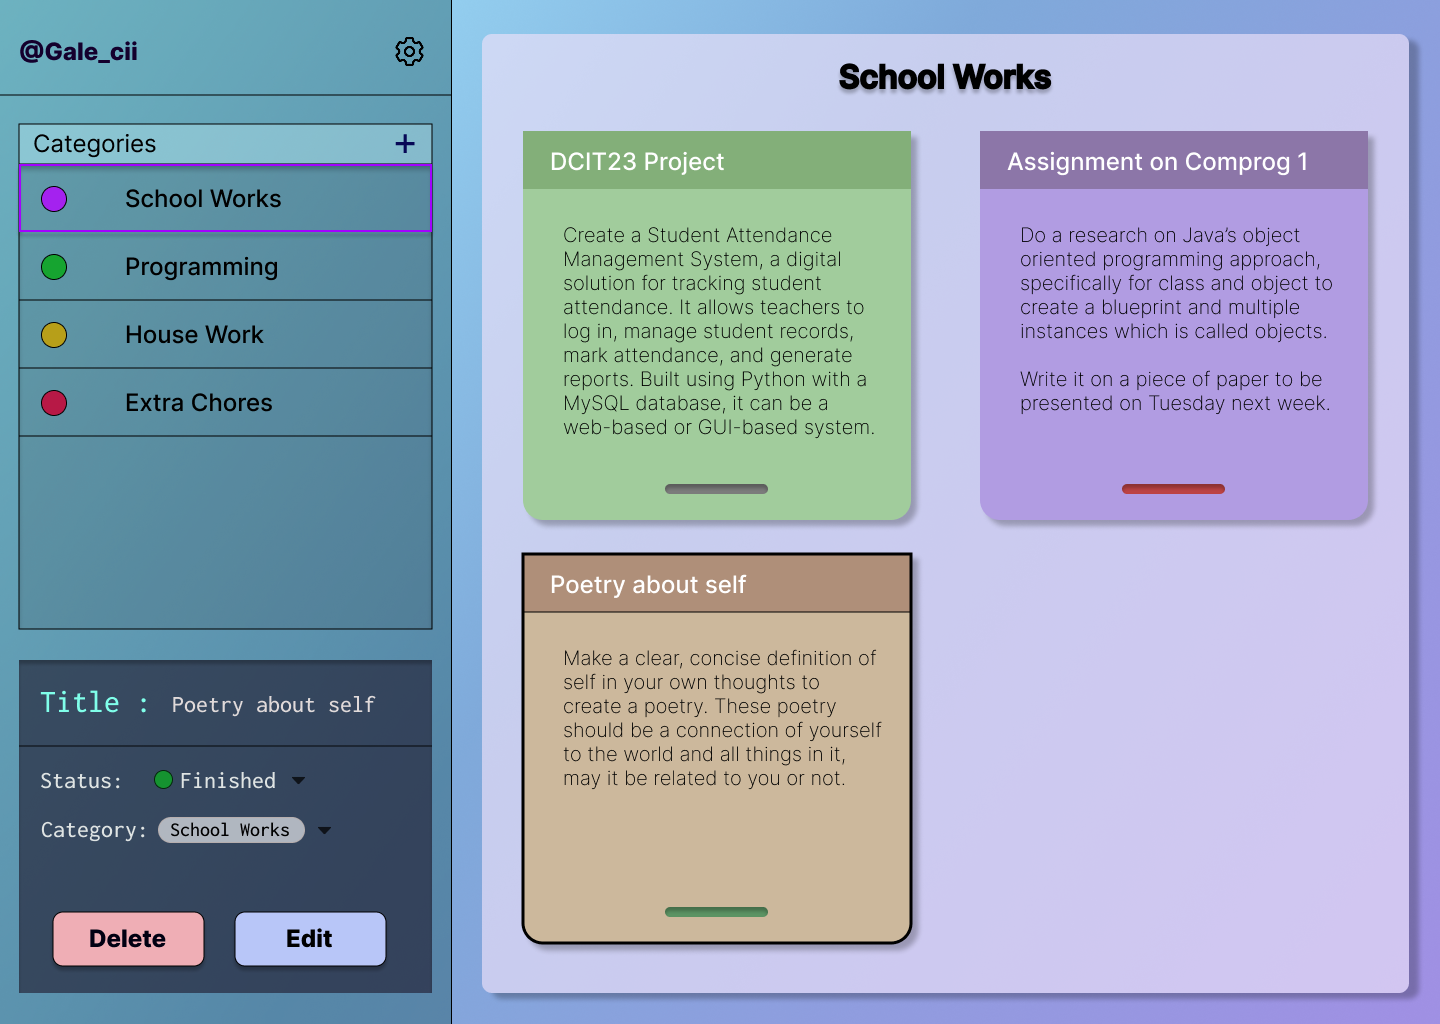 @Gale_cii
Categories
+
School Works
Programming
House Work
Extra Chores
Title : Poetry about self
Status: Finished
Category: School Works
Delete
Edit
School Works
DCIT23 Project
Create a Student Attendance
Management System, a digital
solution for tracking student
attendance. It allows teachers to
log in, manage student records,
mark attendance, and generate
reports. Built using Python with a
MySQL database, it can be a
web-based or GUI-based system.
Assignment on Comprog 1
Do a research on Java’s object
oriented programming approach,
specifically for class and object to
create a blueprint and multiple
instances which is called objects.
Write it on a piece of paper to be
presented on Tuesday next week.
Poetry about self
Make a clear, concise definition of
self in your own thoughts to
create a poetry. These poetry
should be a connection of yourself
to the world and all things in it,
may it be related to you or not.